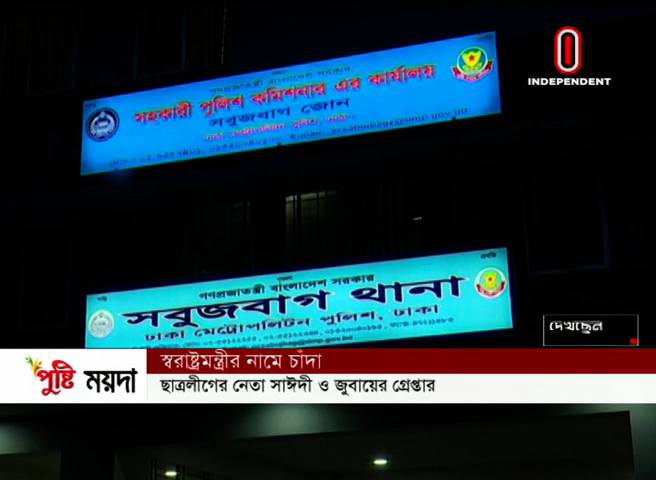 INDEPENDENT
গণপ্রজাতন্ত্রী বাংলাদেশ সরকার
সহকারী পুলিশ কমিশনার এর কার্যালয়
সবুজবাগ জোন
গণপ্রজাতন্ত্রী বাংলাদেশ সরকার
সবুজবাগ থানা
ঢাকা মেট্রোপলিটন পুলিশ, ঢাকা
দেখছেন
স্বরাষ্ট্রমন্ত্রীর নামে চাঁদা
পুষ্টি ময়দা
ছাত্রলীগের নেতা সাঈদী ও জুবায়ের গ্রেপ্তার